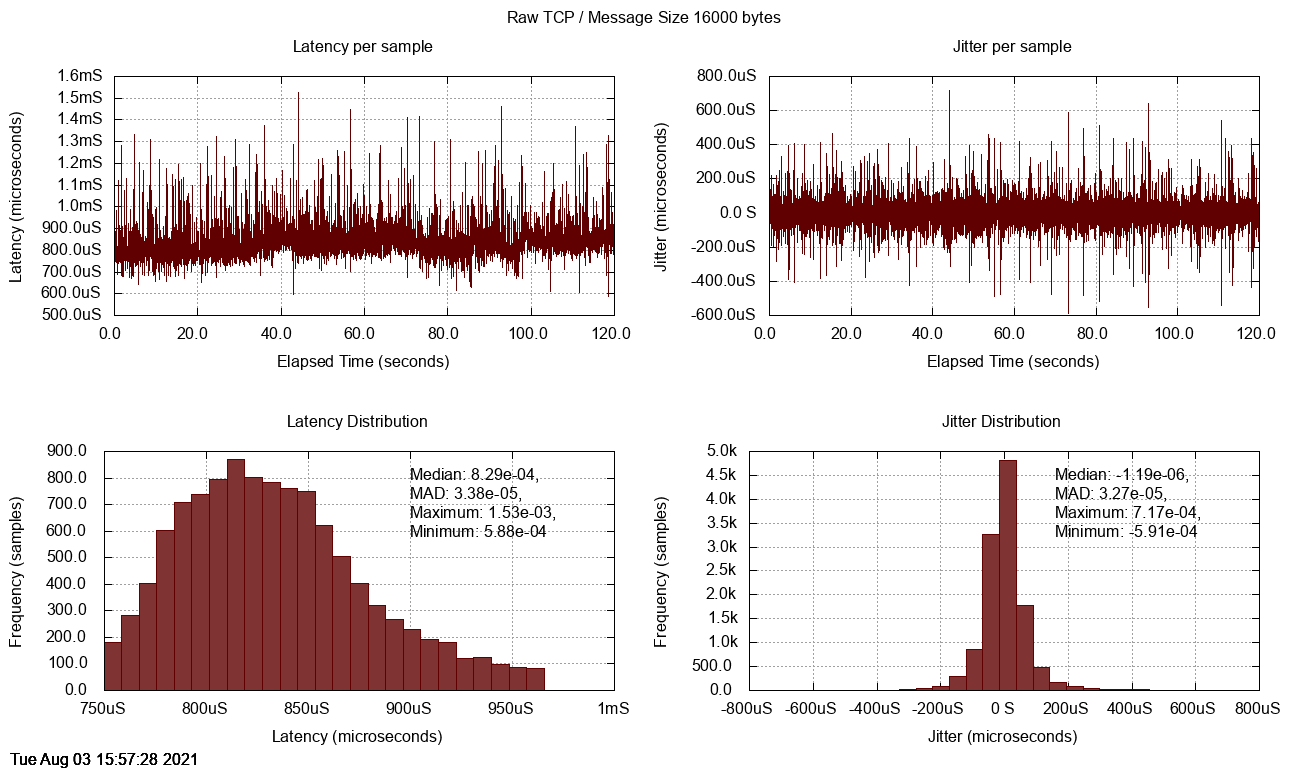 Raw TCP / Message Size 16000 bytes
Latency per sample
1.6mS
1.5mS
1.4mS
1.3mS
1.2mS
1.1mS
1.0mS
900.0uS
800.0uS
700.0uS
600.0uS
500.0uS
Latency (microseconds)
0.0 20.0 40.0 60.0 80.0 100.0 120.0
Elapsed Time (seconds)
Jitter per sample
800.0uS
600.0uS
400.0uS
200.0uS
0.0 S
-200.0uS
-400.0uS
-600.0uS
Jitter (microseconds)
0.0 20.0 40.0 60.0 80.0 100.0 120.0
Elapsed Time (seconds)
Latency Distribution
900.0
800.0
700.0
600.0
500.0
400.0
300.0
200.0
100.0
0.0
Frequency (samples)
Median: 8.29e-04,
MAD: 3.38e-05,
Maximum: 1.53e-03,
Minimum: 5.88e-04
750uS 800uS 850uS 900uS 950uS 1mS
Latency (microseconds)
Jitter Distribution
5.0k
4.5k
4.0k
3.5k
3.0k
2.5k
2.0k
1.5k
1.0k
500.0
0.0
Frequency (samples)
Median: -1.19e-06,
MAD: 3.27e-05,
Maximum: 7.17e-04,
Minimum: -5.91e-04
-800uS -600uS -400uS -200uS 0 S 200uS 400uS 600uS 800uS
Jitter (microseconds)
Tue Aug 03 15:57:28 2021